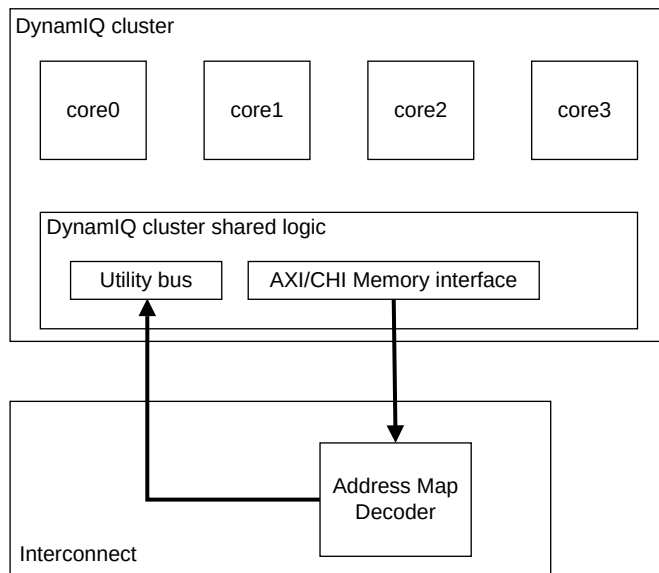 DynamIQ cluster
core0
core1
core2
core3
DynamIQ cluster shared logic
Utility bus
AXI/CHI Memory interface
Address Map
Decoder
Interconnect